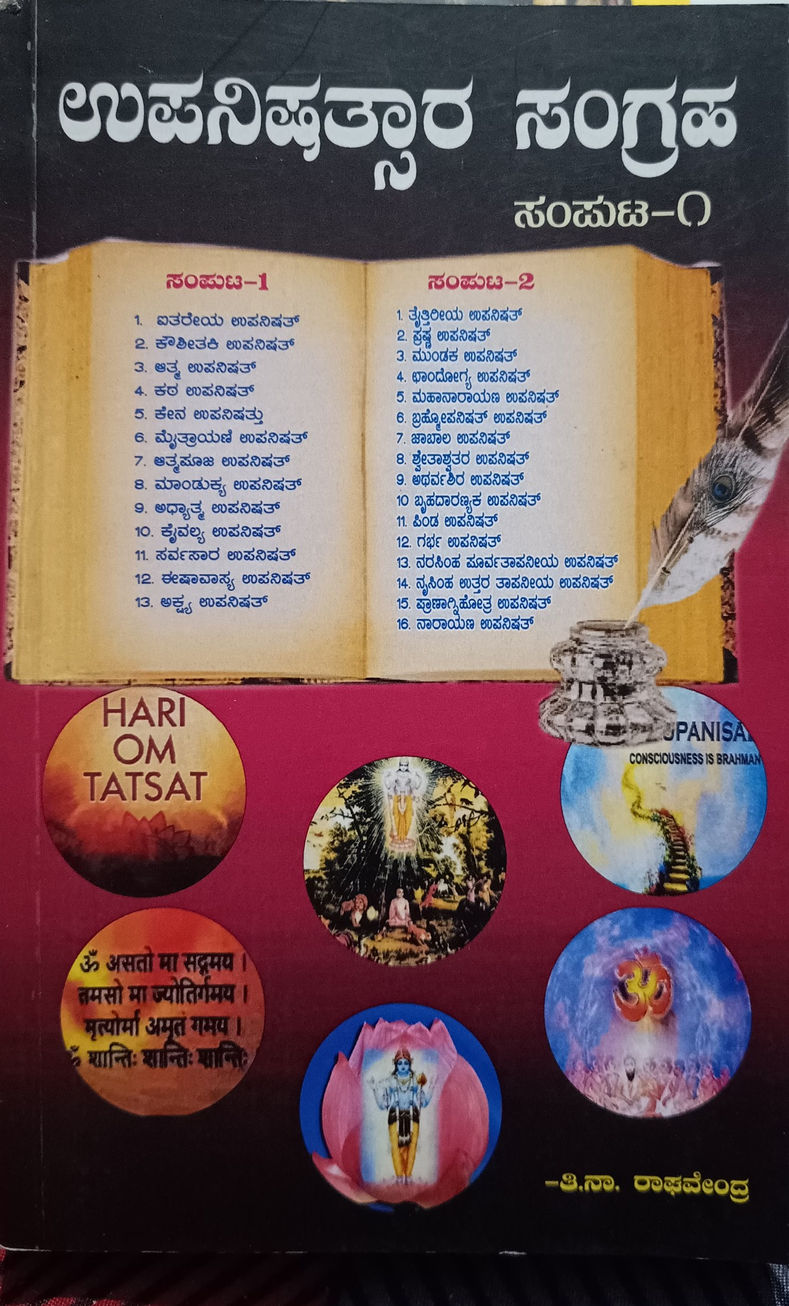 ಉಪನಿಷತ್ಸಾರ ಸಂಗ್ರಹ
ಸಂಪುಟ-೧
ಸಂಪುಟ-1
1. ಐತರೇಯ ಉಪನಿಷತ್
2. ಕೌಶೀತಕಿ ಉಪನಿಷತ್
3. ಆತ್ಮ ಉಪನಿಷತ್
4. ಕಠ ಉಪನಿಷತ್
5. ಕೇನ ಉಪನಿಷತ್ತು
6. ಮೈತ್ರಾಯಣಿ ಉಪನಿಷತ್
7. ಆತ್ಮಪೂಜ ಉಪನಿಷತ್
8. ಮಾಂಡುಕ್ಯ ಉಪನಿಷತ್
9. ಅಧ್ಯಾತ್ಮ ಉಪನಿಷತ್
10. ಕೈವಲ್ಯ ಉಪನಿಷತ್
11. ಸರ್ವಸಾರ ಉಪನಿಷತ್
12. ಈಷಾವಾಸ್ಯ ಉಪನಿಷತ್
13. ಅಕ್ಷ್ಯ ಉಪನಿಷತ್
ಸಂಪುಟ-2
1. ತೈತ್ತಿರೀಯ ಉಪನಿಷತ್
2. ಪ್ರಷ್ಣ ಉಪನಿಷತ್
3. ಮುಂಡಕ ಉಪನಿಷತ್
4. ಛಾಂದೋಗ್ಯ ಉಪನಿಷತ್
5. ಮಹಾನಾರಾಯಣ ಉಪನಿಷತ್
6. ಬ್ರಹ್ಮೋಪನಿಷತ್ ಉಪನಿಷತ್
7. ಜಾಬಾಲ ಉಪನಿಷತ್
8. ಶ್ವೇತಾಶ್ವತರ ಉಪನಿಷತ್
9. ಅಥರ್ವಶಿರ ಉಪನಿಷತ್
10 ಬೃಹದಾರಣ್ಯಕ ಉಪನಿಷತ್
11. ಪಿಂಡ ಉಪನಿಷತ್
12. ಗರ್ಭ ಉಪನಿಷತ್
13. ನರಸಿಂಹ ಪೂರ್ವತಾಪನೀಯ ಉಪನಿಷತ್
14. ನೃಸಿಂಹ ಉತ್ತರ ತಾಪನೀಯ ಉಪನಿಷತ್
15. ಪ್ರಾಣಾಗ್ನಿಹೋತ್ರ ಉಪನಿಷತ್
16. ನಾರಾಯಣ ಉಪನಿಷತ್
HARI
OM
TATSAT
CONSCIOUSNESS IS BRAHMAN
ॐ असतो मा सद्गमय ।
तमसो मा ज्योतिर्गमय ।
मृत्योर्मा अमृतं गमय ।
ॐ शान्तिः शान्तिः शान्तिः
ॐ
-ತಿ.ನಾ. ರಾಘವೇಂದ್ರ